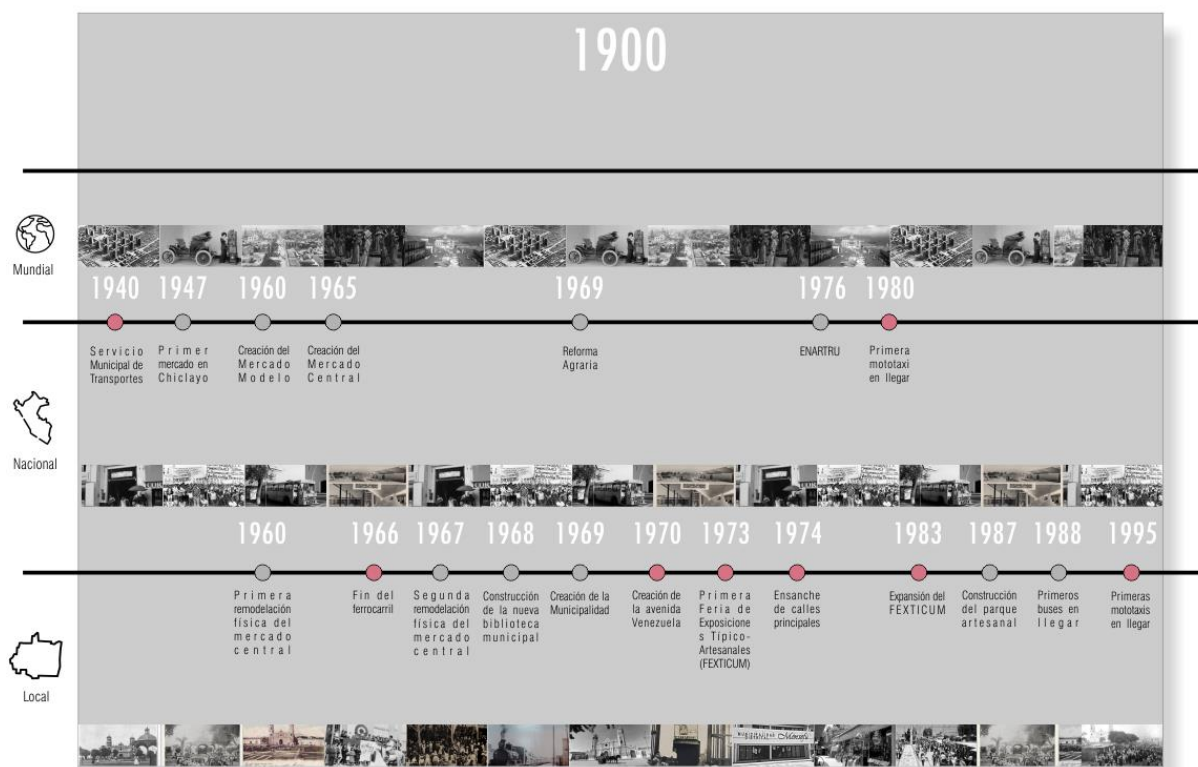 1900
Mundial
1940 1947 1960 1965 1969 1976 1980
Servicio
Municipal de
Transportes
Primer
mercado en
Chiclayo
Creación del
Mercado
Modelo
Creación del
Mercado
Central
Reforma
Agraria
ENARTRU
Primera
mototaxi
en llegar
Nacional
1960 1966 1967 1968 1969 1970 1973 1974 1983 1987 1988 1995
Primera
remodelación
física del
mercado
central
Fin del
ferrocarril
Segunda
remodelación
física del
mercado
central
Construcción
de la nueva
biblioteca
municipal
Creación de la
Municipalidad
Creación de
la avenida
Venezuela
Primera
Feria de
Exposicione
s Típico-
Artesanales
(FEXTICUM)
Ensanche
de calles
principales
Expansión del
FEXTICUM
Construcción
del parque
artesanal
Primeros
buses en
llegar
Primeras
mototaxis
en llegar
Local